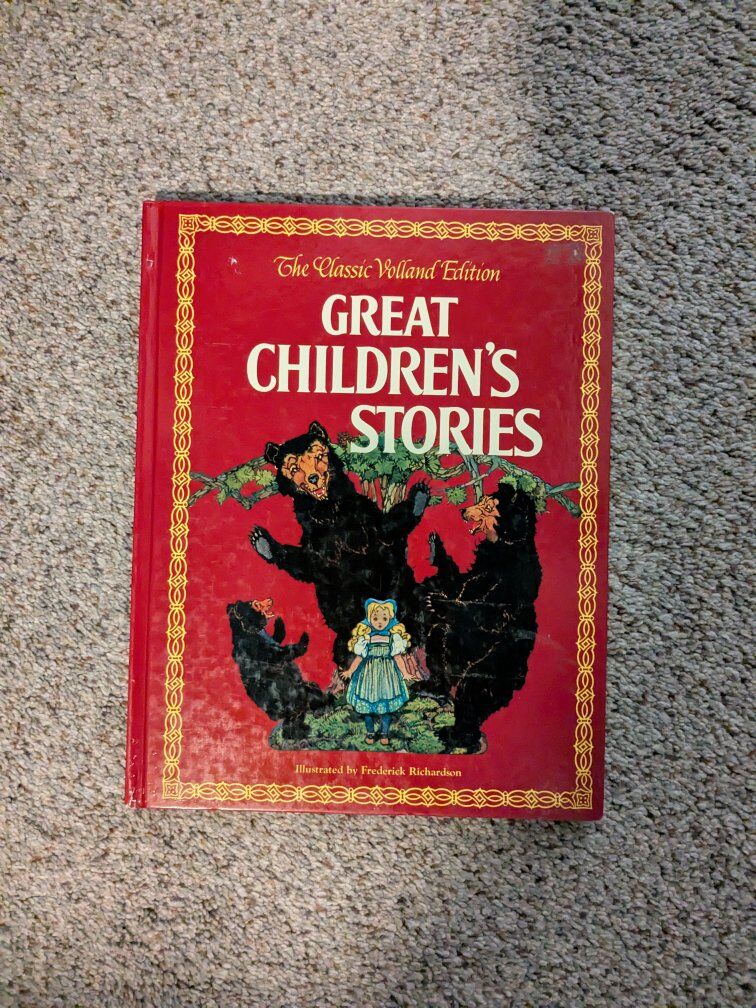 The Classic Volland Edition
GREAT
CHILDREN'S
STORIES
Illustrated by Frederick Richardson